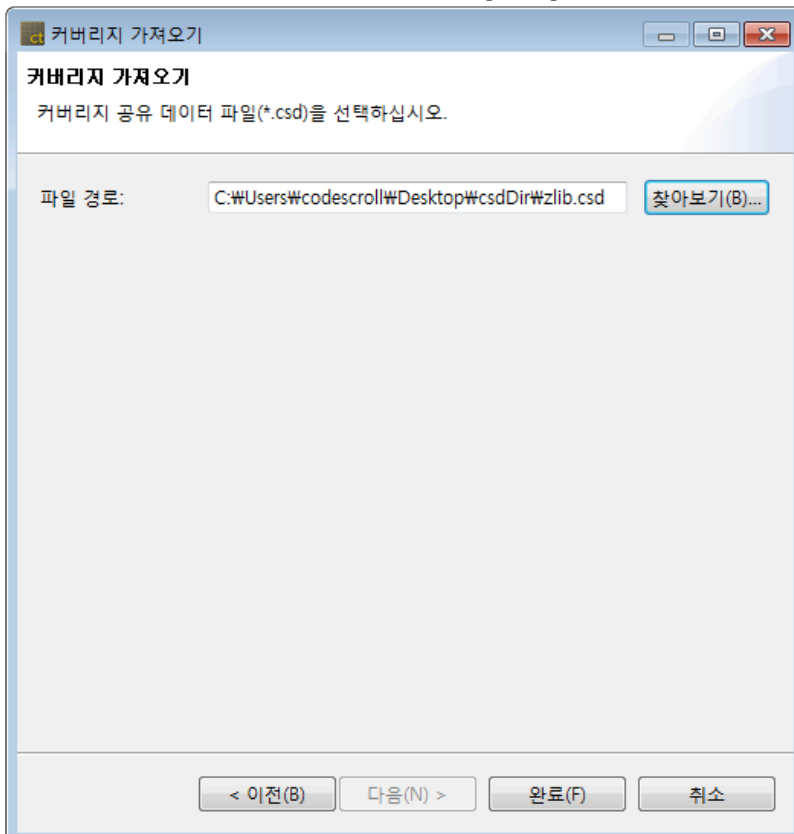 ct 커버리지 가져오기
커버리지 가져오기
커버리지 공유 데이터 파일(*.csd)을 선택하십시오.
파일 경로: C:₩Users₩codescroll₩Desktop₩csdDir₩zlib.csd 찾아보기(B)...
< 이전(B) 다음(N) > 완료(F) 취소